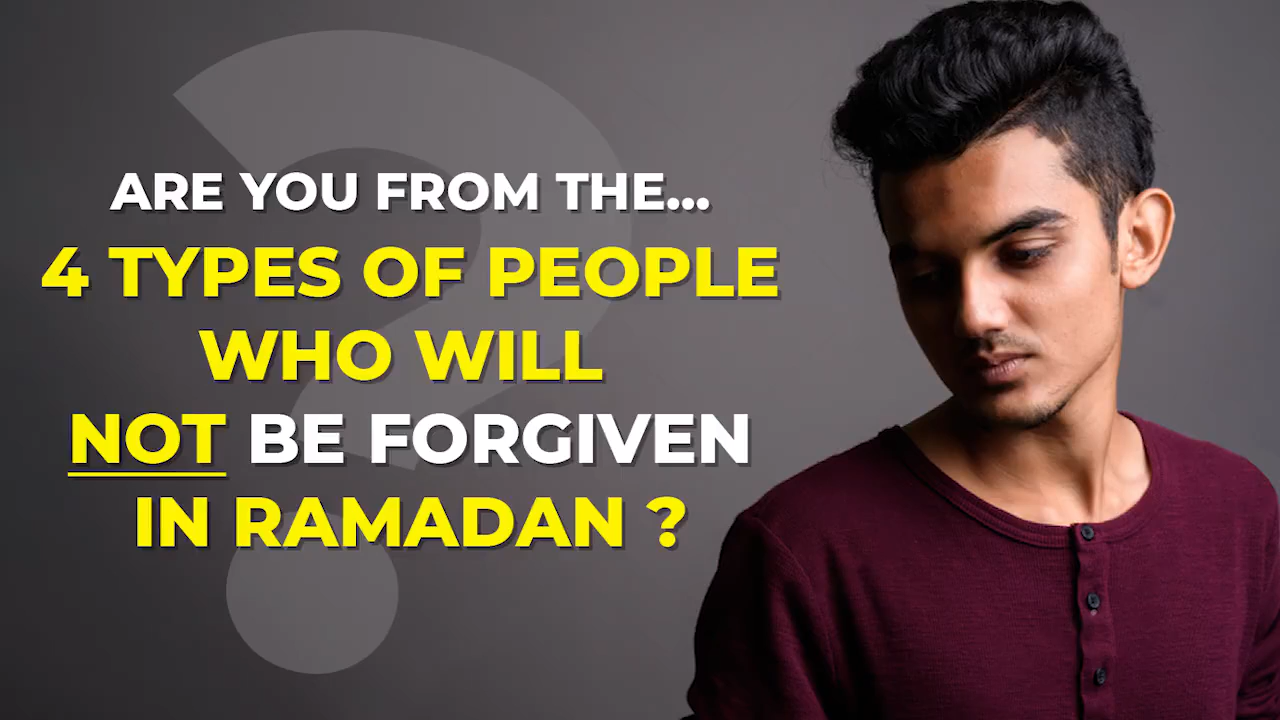 ARE YOU FROM THE...
4 TYPES OF PEOPLE
WHO WILL
NOT BE FORGIVEN
IN RAMADAN ?